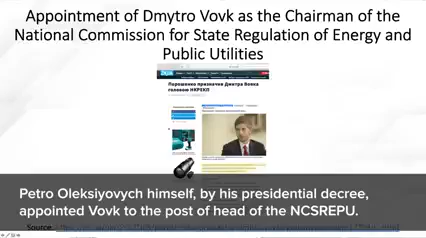 Appointment of Dmytro Vovk as the Chairman of the
National Commission for State Regulation of Energy and
Public Utilities
Порошенко призначив Дмитра Вовка
головою НКРЕКП
Petro Oleksiyovych himself, by his presidential decree,
appointed Vovk to the post of head of the NCSREPU.
Source